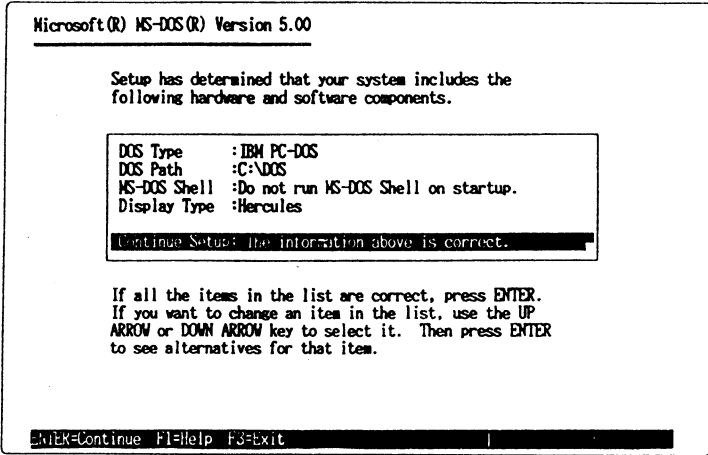 Microsoft(R) MS-DOS(R) Version 5.00
Setup has determined that your system includes the
following hardware and software components.
DOS Type :IBM PC-DOS
DOS Path :C:\DOS
MS-DOS Shell :Do not run MS-DOS Shell on startup.
Display Type :Hercules
Continue Setup: The information above is correct.
If all the items in the list are correct, press ENTER.
If you want to change an item in the list, use the UP
ARROW or DOWN ARROW key to select it. Then press ENTER
to see alternatives for that item.
ENTER=Continue F1=Help F3=Exit